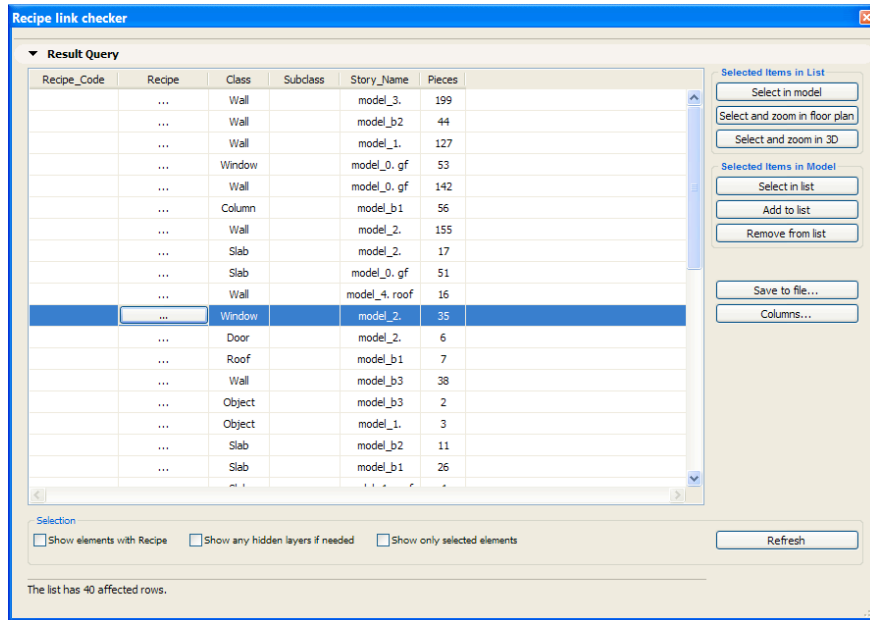 Recipe link checker
Result Query
Recipe_Code Recipe Class Subclass Story_Name Pieces
... Wall model_3. 199
... Wall model_b2 44
... Wall model_1. 127
... Window model_0. gf 53
... Wall model_0. gf 142
... Column model_b1 56
... Wall model_2. 155
... Slab model_2. 17
... Slab model_0. gf 51
... Wall model_4. roof 16
... Window model_2. 35
... Door model_2. 6
... Roof model_b1 7
... Wall model_b3 38
... Object model_b3 2
... Object model_1. 3
... Slab model_b2 11
... Slab model_b1 26
Selected Items in List
Select in model
Select and zoom in floor plan
Select and zoom in 3D
Selected Items in Model
Select in list
Add to list
Remove from list
Save to file...
Columns...
Selection
Show elements with Recipe Show any hidden layers if needed Show only selected elements
Refresh
The list has 40 affected rows.